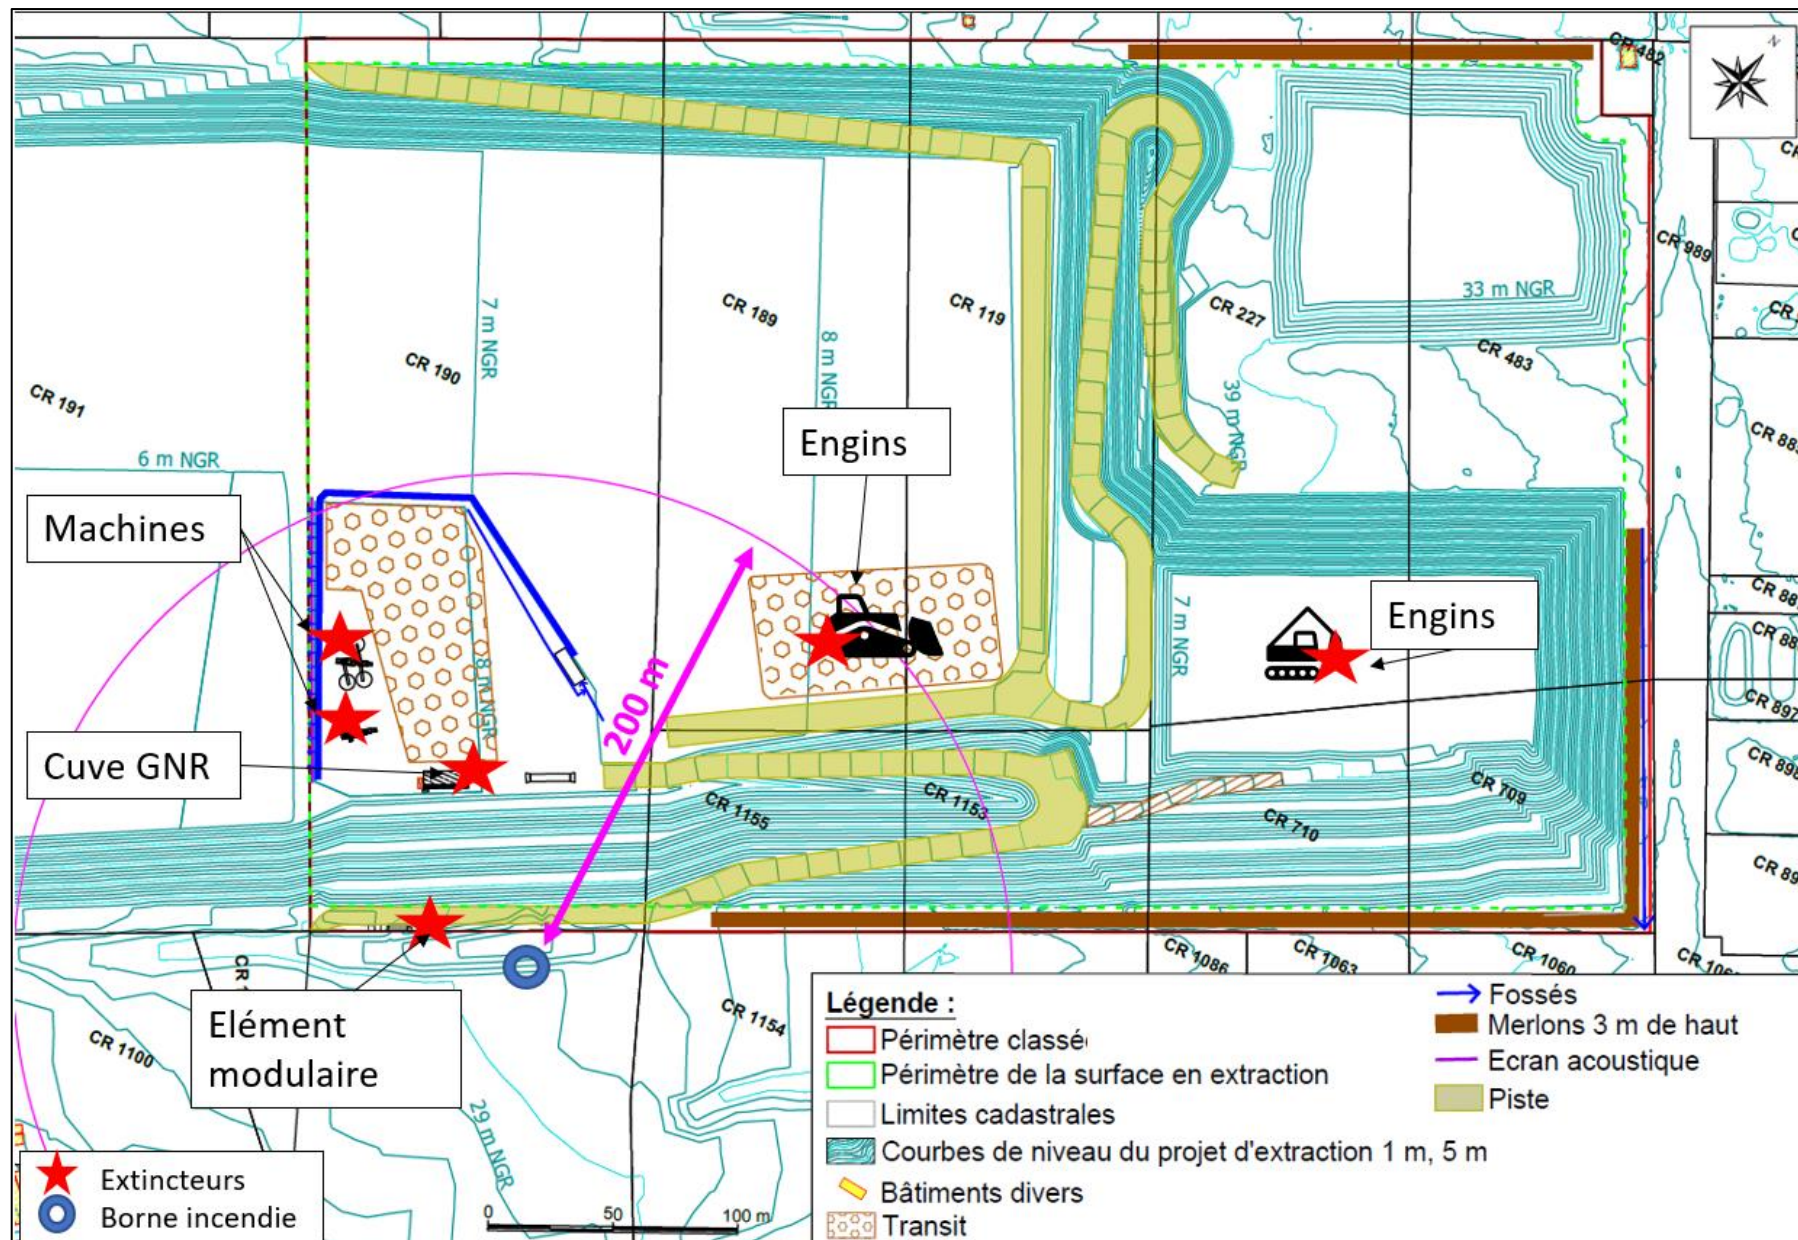 N
CR 482
CR 989
CR 189
CR 119
CR 227
33 m NGR
7 m NGR
8 m NGR
CR 190
CR 483
CR 191
39 m NGR
Engins
6 m NGR
Machines
7 m NGR
Engins
200 m
8 m NGR
CR 897
Cuve GNR
CR 1155
CR 1153
CR 709
CR 710
CR 1086
CR 1063
CR 1060
Elément
modulaire
CR 1154
CR 1100
29 m NGR
Légende :
Périmètre classé
Périmètre de la surface en extraction
Limites cadastrales
Courbes de niveau du projet d'extraction 1 m, 5 m
Bâtiments divers
Transit
Fossés
Merlons 3 m de haut
Ecran acoustique
Piste
Extincteurs
Borne incendie
0 50 100 m